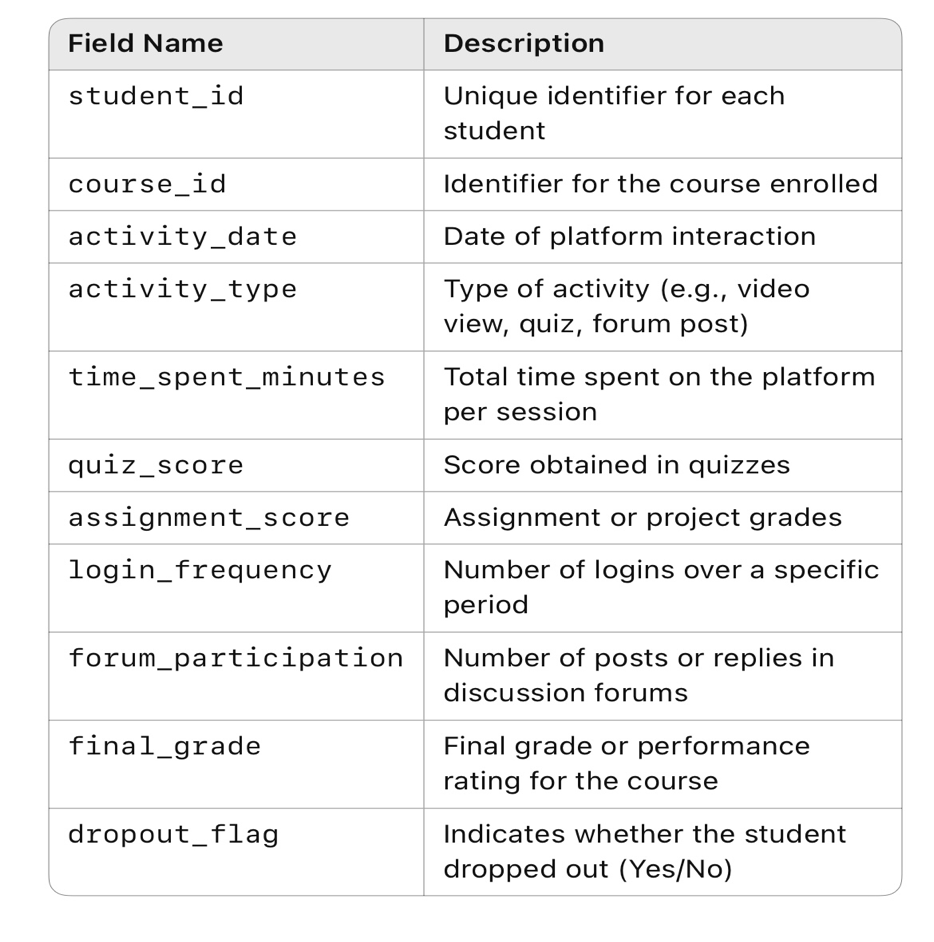 Field Name Description
student_id Unique identifier for each
student
course_id Identifier for the course enrolled
activity_date Date of platform interaction
activity_type Type of activity (e.g., video
view, quiz, forum post)
time_spent_minutes Total time spent on the platform
per session
quiz_score Score obtained in quizzes
assignment_score Assignment or project grades
login_frequency Number of logins over a specific
period
forum_participation Number of posts or replies in
discussion forums
final_grade Final grade or performance
rating for the course
dropout_flag Indicates whether the student
dropped out (Yes/No)